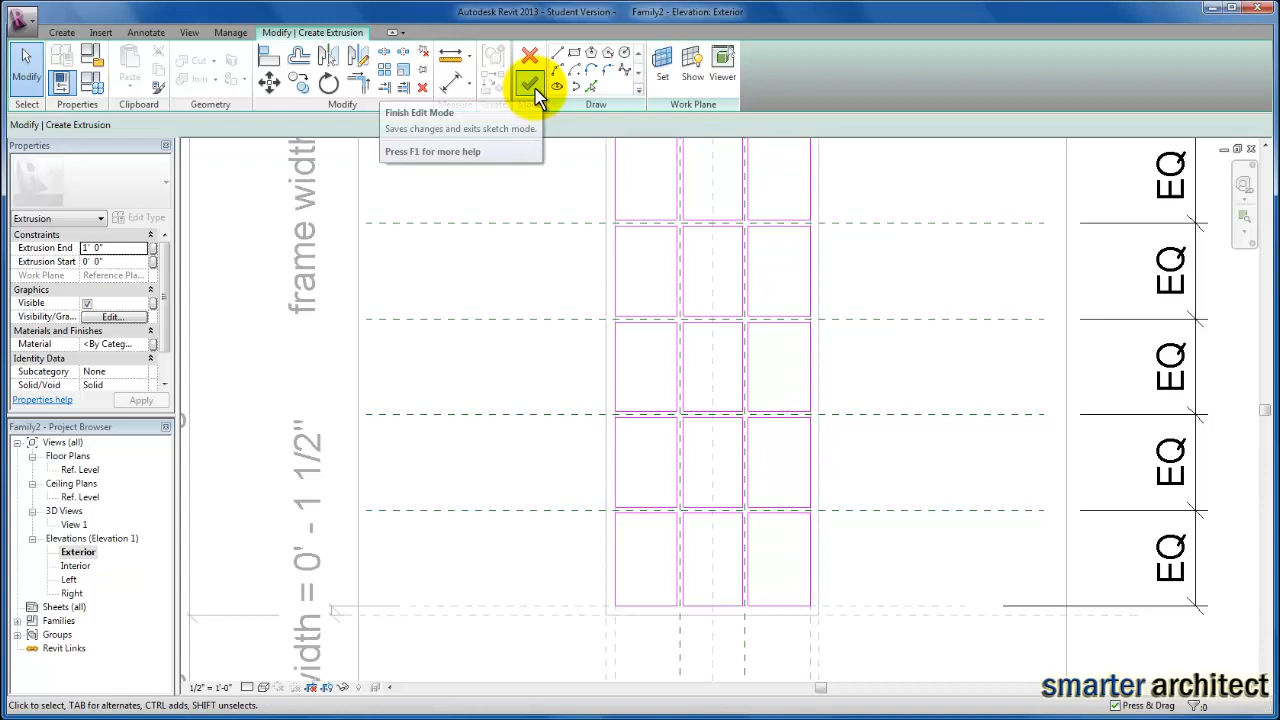 Autodesk Revit 2013 - Student Version - Family2 - Elevation: Exterior
Create Insert Annotate View Manage Modify | Create Extrusion
Modify
Paste
Cut
Join
Set Show Viewer
Select Properties Clipboard Geometry Modify Measure Draw Work Plane
Finish Edit Mode
Saves changes and exits sketch mode.
Press F1 for more help
Modify | Create Extrusion
Properties
Extrusion
Edit Type
Constraints
Extrusion End 1' 0"
Extrusion Start 0' 0"
Work Plane Reference Pla...
Graphics
Visible
Visibility/Gra... Edit...
Materials and Finishes
Material <By Categ...
Identity Data
Subcategory None
Solid/Void Solid
Properties help
Apply
Family2 - Project Browser
Views (all)
Floor Plans
Ref. Level
Ceiling Plans
Ref. Level
3D Views
View 1
Elevations (Elevation 1)
Exterior
Interior
Left
Right
Sheets (all)
Families
Groups
Revit Links
frame width
width = 0' - 1 1/2"
EQ
EQ
EQ
EQ
EQ
1/2" = 1'-0"
smarter architect
Click to select, TAB for alternates, CTRL adds, SHIFT unselects.
Press & Drag
:0